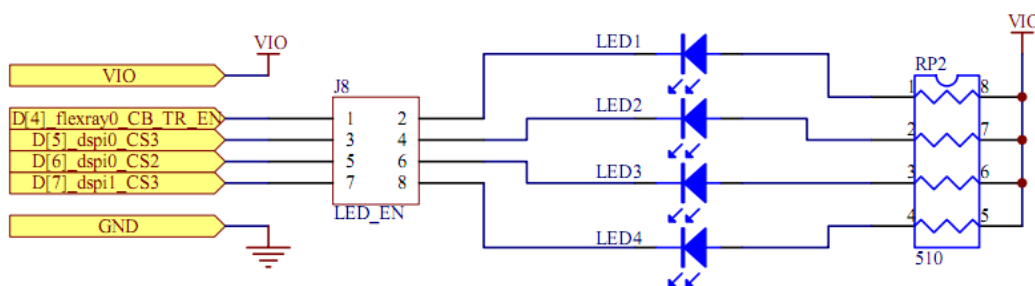 VIO
VIO
VIO
D[4]_flexray0_CB_TR_EN
D[5]_dspi0_CS3
D[6]_dspi0_CS2
D[7]_dspi1_CS3
GND
J8
1 2
3 4
5 6
7 8
LED_EN
LED1
LED2
LED3
LED4
RP2
1 8
2 7
3 6
4 5
510